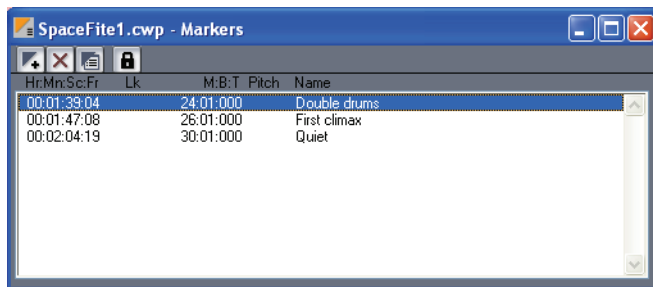 SpaceFite1.cwp - Markers
Hr:Mn:Sc:Fr Lk M:B:T Pitch Name
00:01:39:04 24:01:000 Double drums
00:01:47:08 26:01:000 First climax
00:02:04:19 30:01:000 Quiet